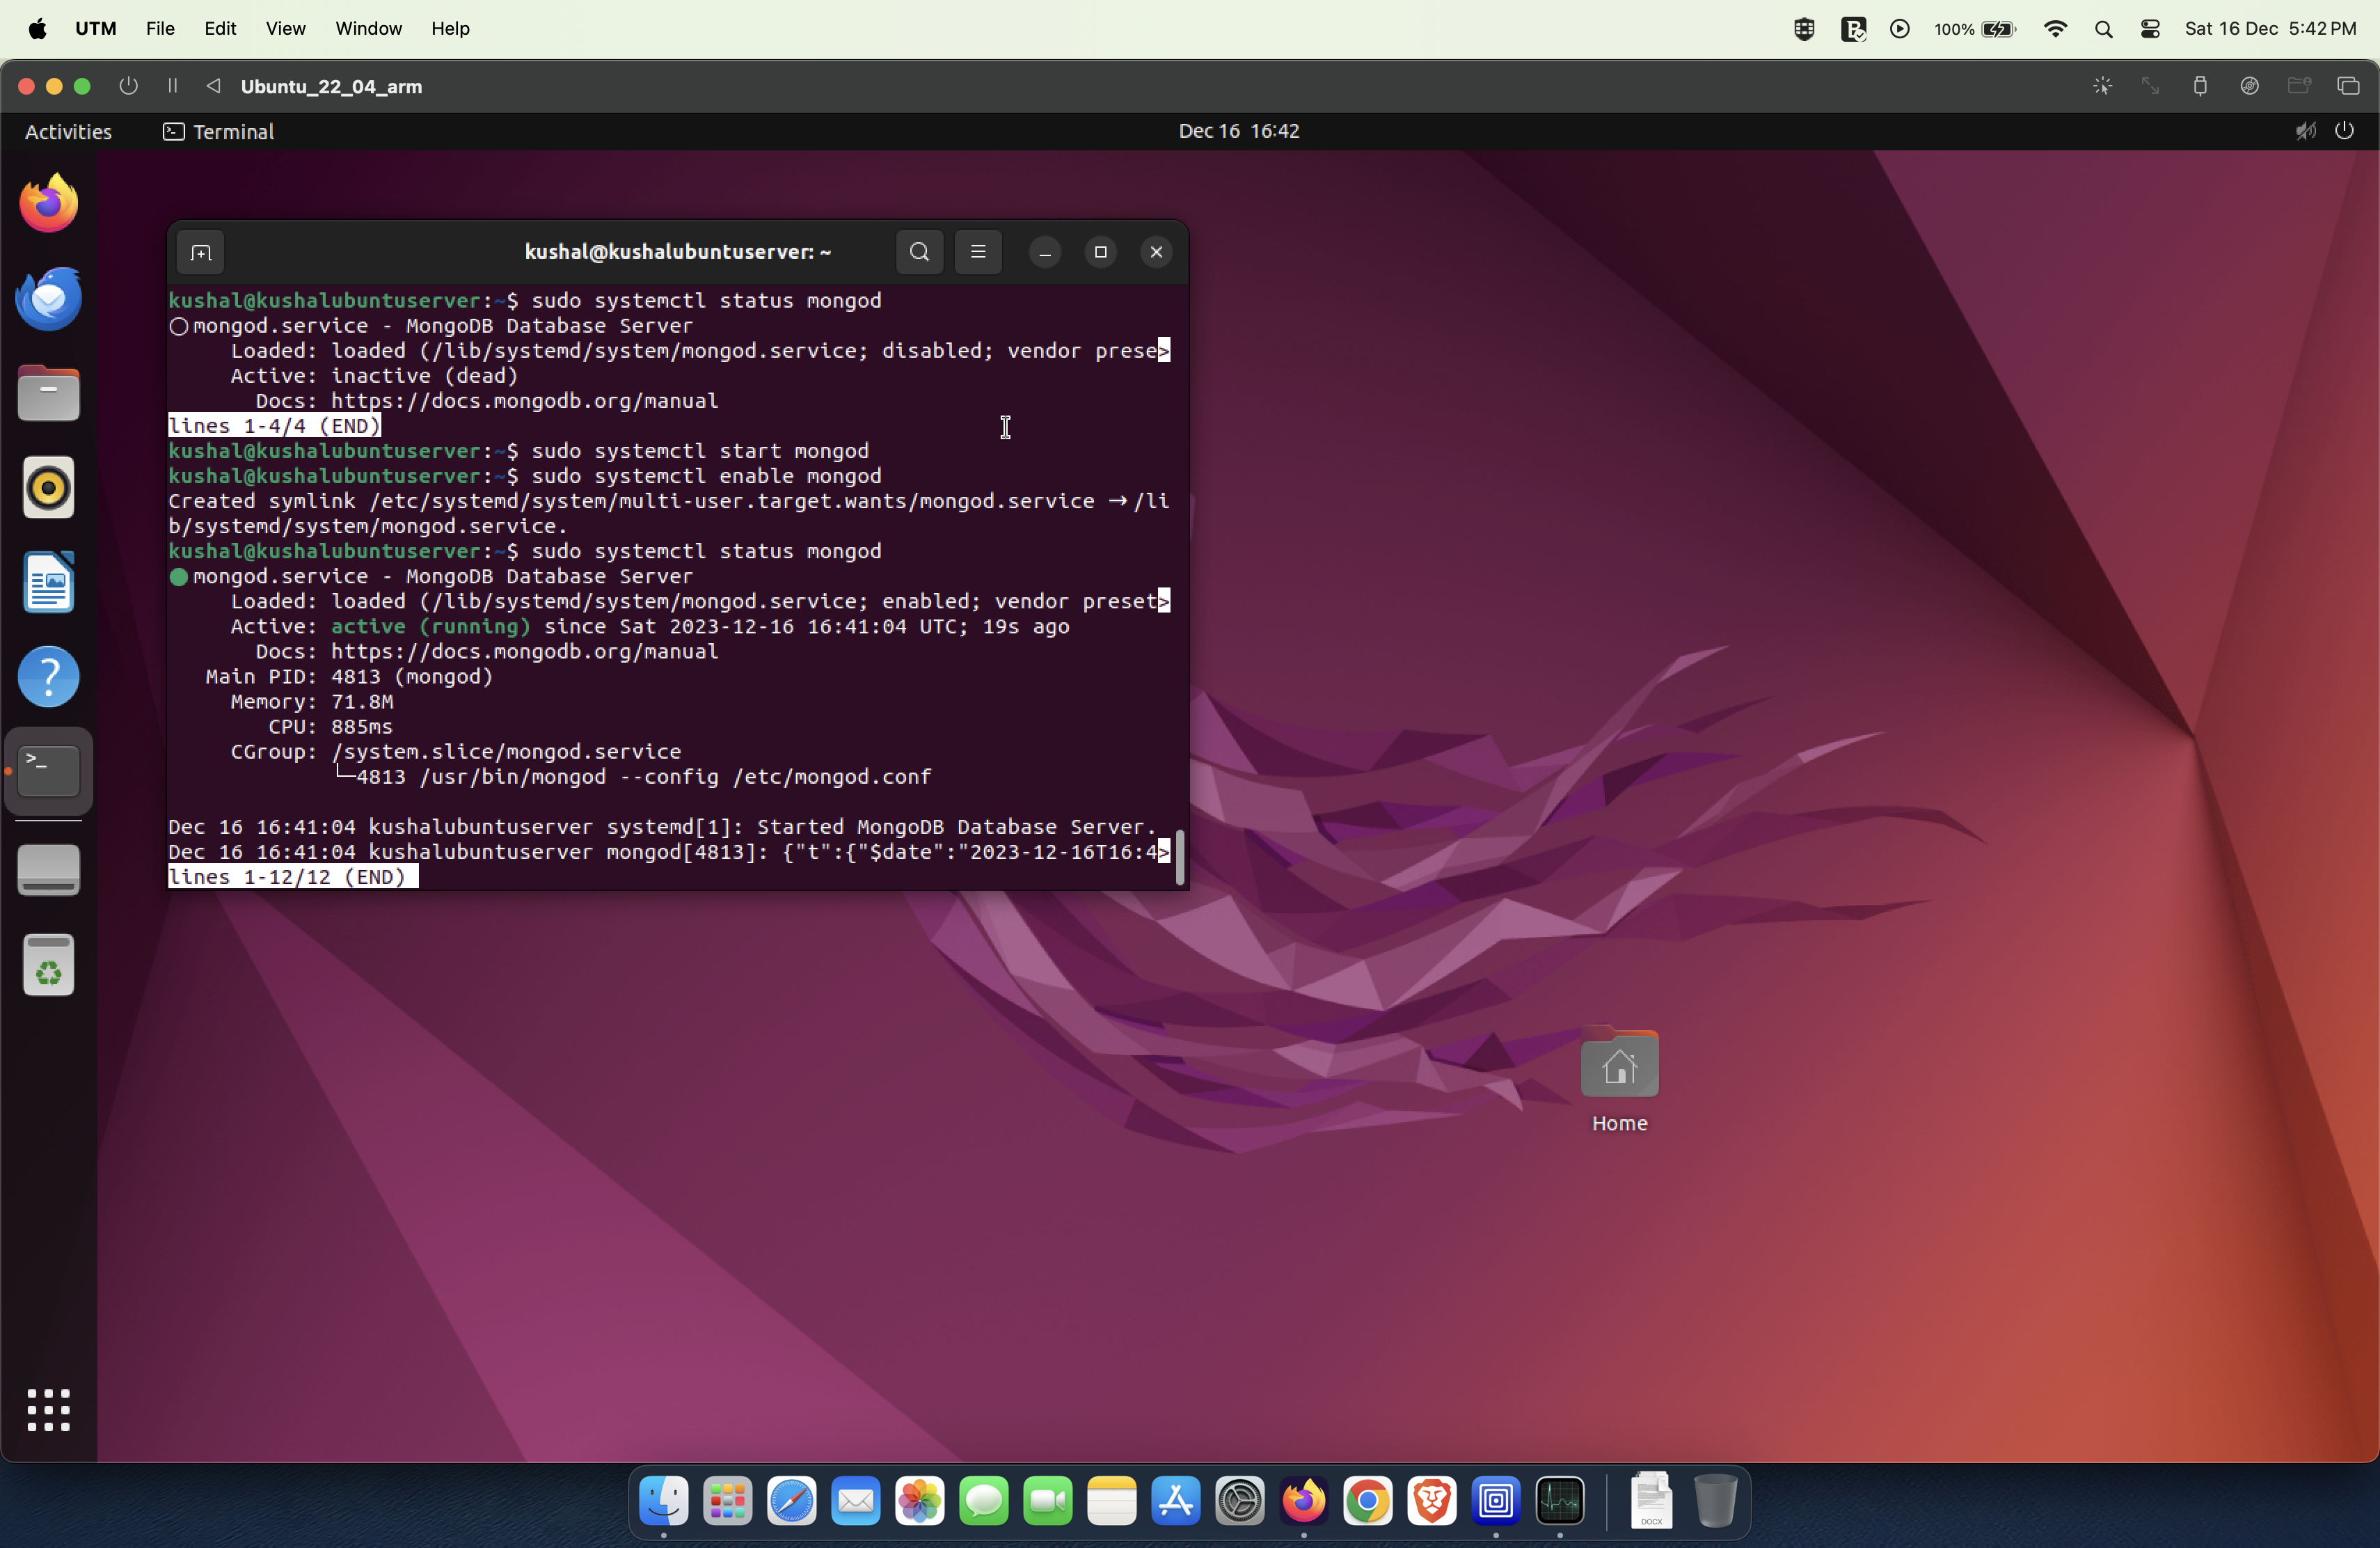 UTM File Edit View Window Help 100% Sat 16 Dec 5:42 PM
Ubuntu_22_04_arm
Activities Terminal Dec 16 16:42
kushal@kushalubuntuserver: ~
kushal@kushalubuntuserver:~$ sudo systemctl status mongod
○ mongod.service - MongoDB Database Server
Loaded: loaded (/lib/systemd/system/mongod.service; disabled; vendor prese>
Active: inactive (dead)
Docs: https://docs.mongodb.org/manual
lines 1-4/4 (END)
kushal@kushalubuntuserver:~$ sudo systemctl start mongod
kushal@kushalubuntuserver:~$ sudo systemctl enable mongod
Created symlink /etc/systemd/system/multi-user.target.wants/mongod.service → /li
b/systemd/system/mongod.service.
kushal@kushalubuntuserver:~$ sudo systemctl status mongod
● mongod.service - MongoDB Database Server
Loaded: loaded (/lib/systemd/system/mongod.service; enabled; vendor preset>
Active: active (running) since Sat 2023-12-16 16:41:04 UTC; 19s ago
Docs: https://docs.mongodb.org/manual
Main PID: 4813 (mongod)
Memory: 71.8M
CPU: 885ms
CGroup: /system.slice/mongod.service
└─4813 /usr/bin/mongod --config /etc/mongod.conf
Dec 16 16:41:04 kushalubuntuserver systemd[1]: Started MongoDB Database Server.
Dec 16 16:41:04 kushalubuntuserver mongod[4813]: {"t":{"$date":"2023-12-16T16:4>
lines 1-12/12 (END)
Home
DOCX